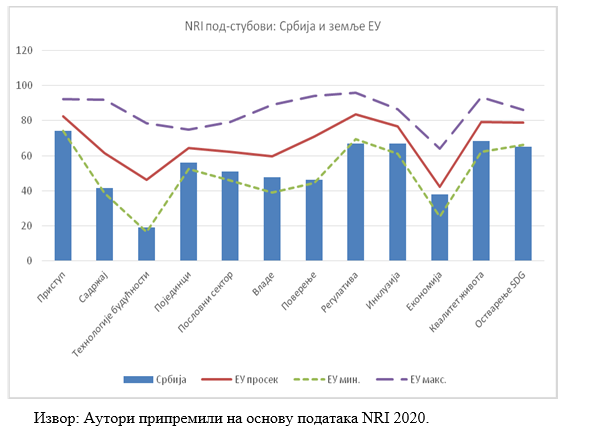 NRI под-стубови: Србија и земље ЕУ
120
100
80
60
40
20
0
Приступ
Садржај
Технологије будућности
Појединци
Пословни сектор
Владе
Поверење
Регулатива
Инклузија
Економија
Квалитет живота
Остварење SDG
Србија
ЕУ просек
ЕУ мин.
ЕУ макс.
Извор: Аутори припремили на основу података NRI 2020.